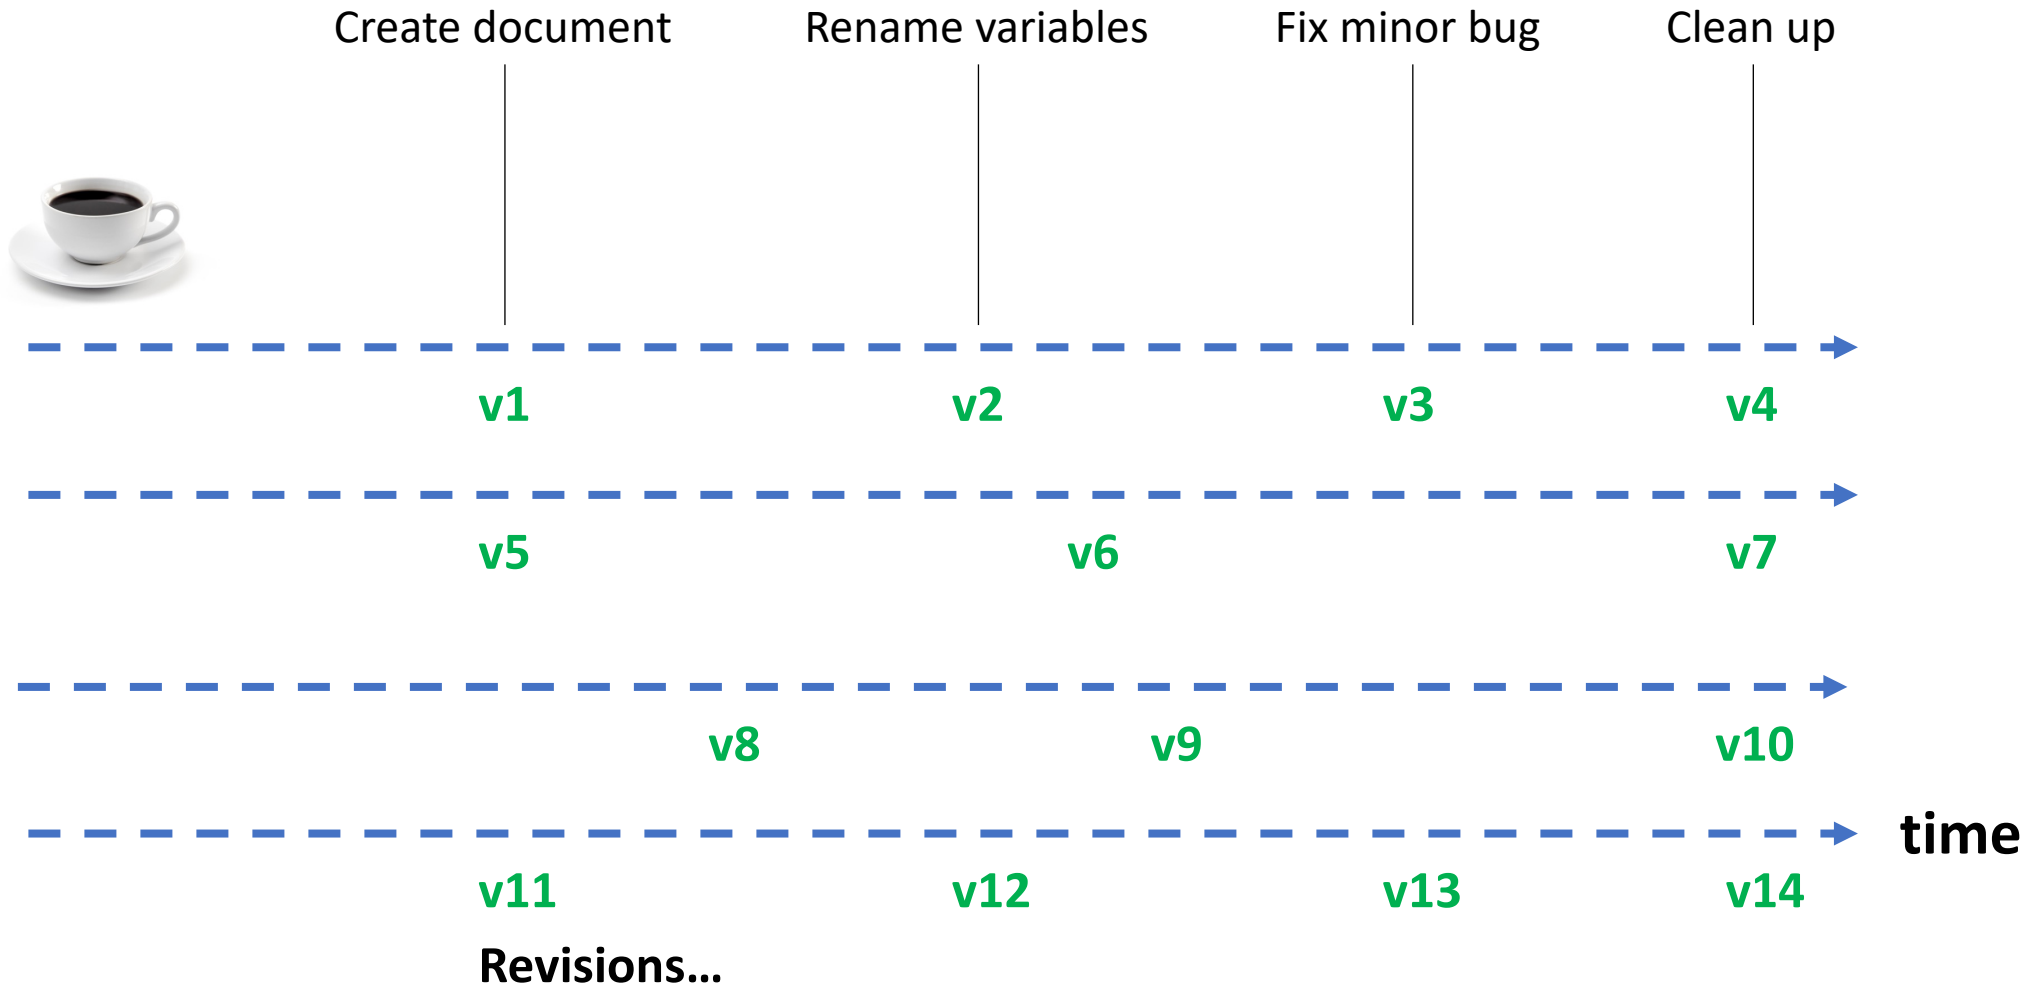 Create document Rename variables Fix minor bug Clean up
v1 v2 v3 v4
v5 v6 v7
v8 v9 v10
time
v11 v12 v13 v14
Revisions...